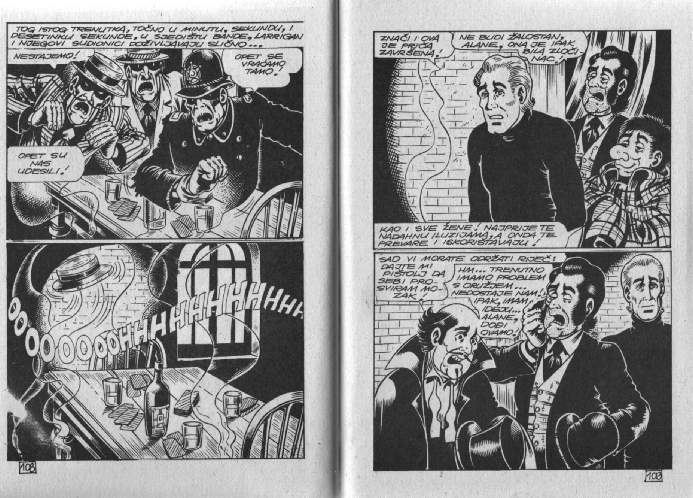 TOG ISTOG TRENUTKA, TOČNO U MINUTU, SEKUNDU, I
DESETINKU SEKUNDE, U SJEDIŠTU BANDE, LARRIGAN
I NJEGOVI SUDIONICI DOŽIVLJAVAJU SLIČNO...
NESTAJEMO!
OPET SE
VRAĆAMO
TAMO!
OPET SU
NAS
UDESILI!
OOOOOOOOHHHHHHHHHHHH
108
ZNAČI I OVA
JE PRIČA
ZAVRŠENA!
NE BUDI ŽALOSTAN,
ALANE, ONA JE IPAK
BILA ZLOČI-
NAC!
KAO I SVE ŽENE! NAJPRIJE TE
NADAHNU ILUZIJAMA, A ONDA TE
PREVARE I ISKORIŠTAVAJU!
SAD VI MORATE ODRŽATI RIJEČ!
DAJTE MI
PIŠTOLJ DA
SEBI PRO-
SVIRAM MO-
ZAK!
HM... TRENUTNO
IMAMO PROBLEM
S ORUŽJEM...
NEDOSTAJE NAM!
IPAK, IMAM
IDEJU...
ALANE,
DOĐI
OVAMO!